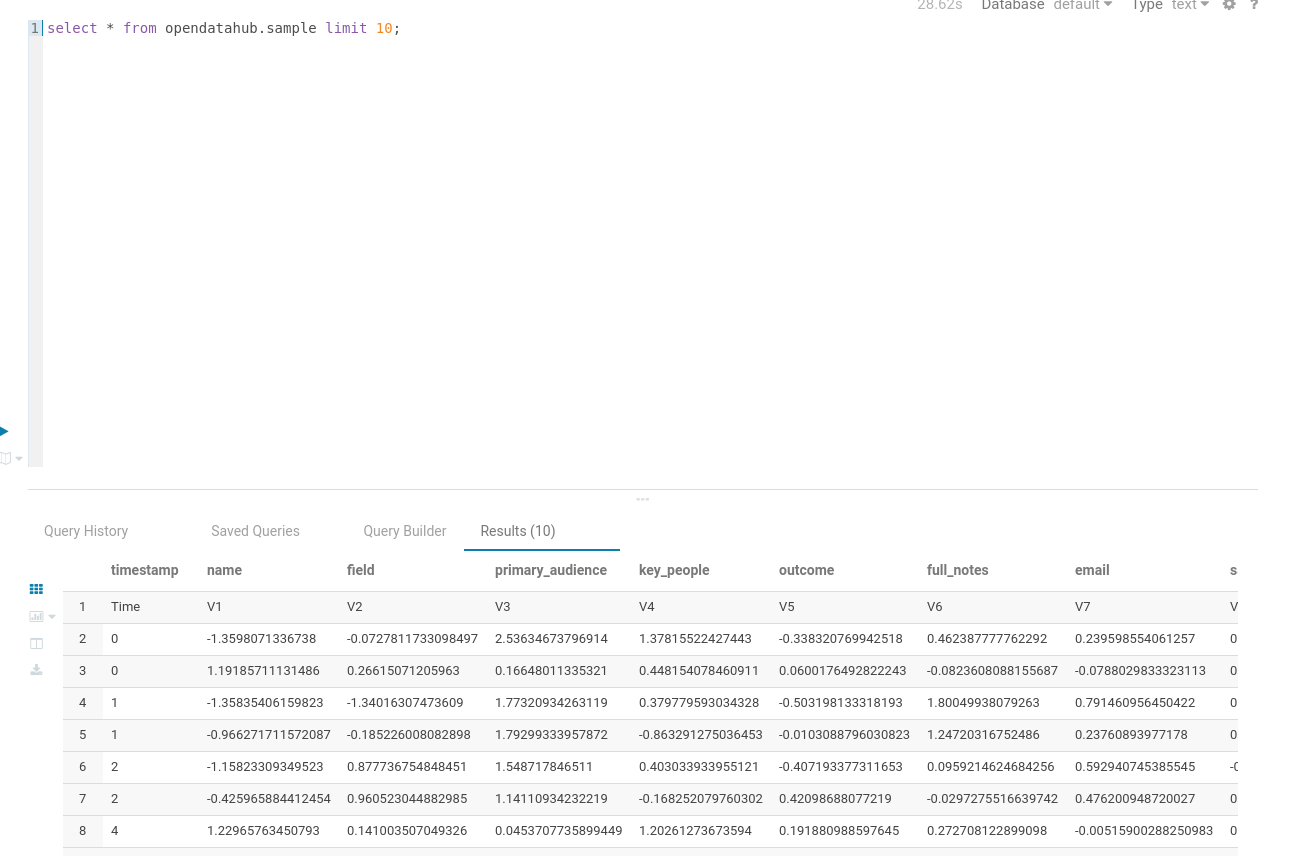 28.62s Database default Type text ?
1 select * from opendatahub.sample limit 10;
Query History Saved Queries Query Builder Results (10)
timestamp name field primary_audience key_people outcome full_notes email s
1 Time V1 V2 V3 V4 V5 V6 V7 V
2 0 -1.3598071336738 -0.0727811733098497 2.53634673796914 1.37815522427443 -0.338320769942518 0.462387777762292 0.239598554061257 0
3 0 1.19185711131486 0.26615071205963 0.16648011335321 0.448154078460911 0.0600176492822243 -0.0823608088155687 -0.0788029833323113 0
4 1 -1.35835406159823 -1.34016307473609 1.77320934263119 0.379779593034328 -0.503198133318193 1.80049938079263 0.791460956450422 0
5 1 -0.966271711572087 -0.185226008082898 1.79299333957872 -0.863291275036453 -0.0103088796030823 1.24720316752486 0.23760893977178 0
6 2 -1.15823309349523 0.877736754848451 1.548717846511 0.403033933955121 -0.407193377311653 0.0959214624684256 0.592940745385545 -0
7 2 -0.425965884412454 0.960523044882985 1.14110934232219 -0.168252079760302 0.42098688077219 -0.0297275516639742 0.476200948720027 0
8 4 1.22965763450793 0.141003507049326 0.0453707735899449 1.20261273673594 0.191880988597645 0.272708122899098 -0.00515900288250983 0